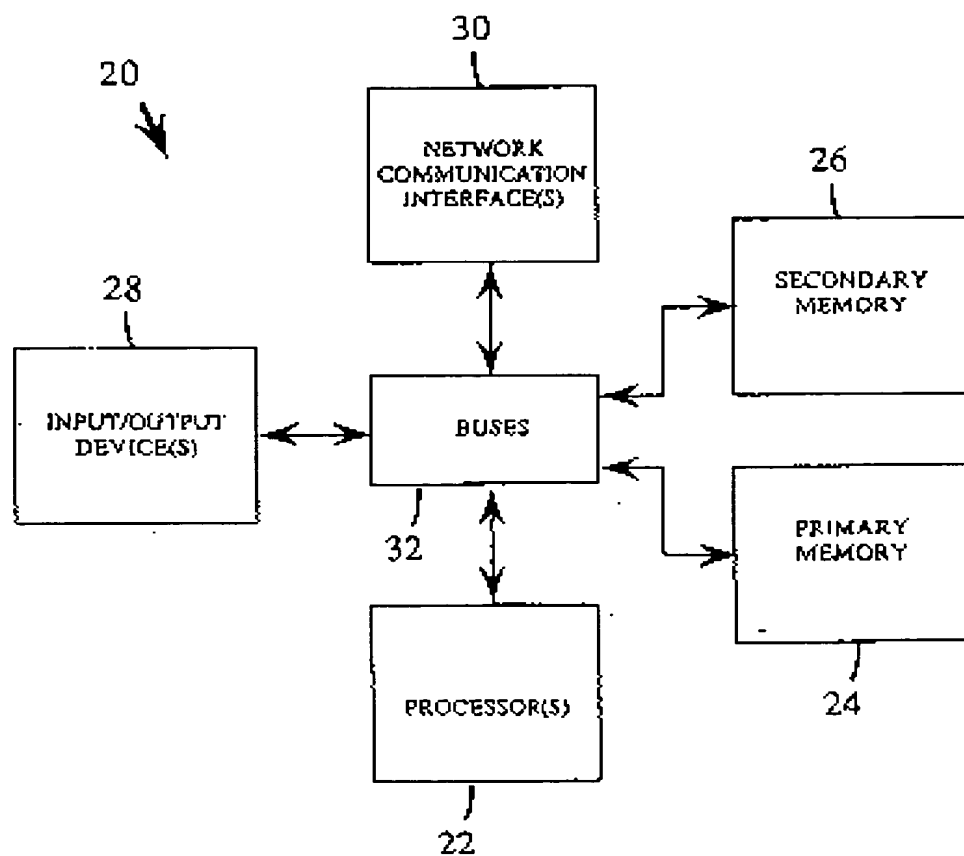 20
30
NETWORK
COMMUNICATION
INTERFACE(S)
26
SECONDARY
MEMORY
28
INPUT/OUTPUT
DEVICE(S)
BUSES
32
PRIMARY
MEMORY
24
PROCESSOR(S)
22